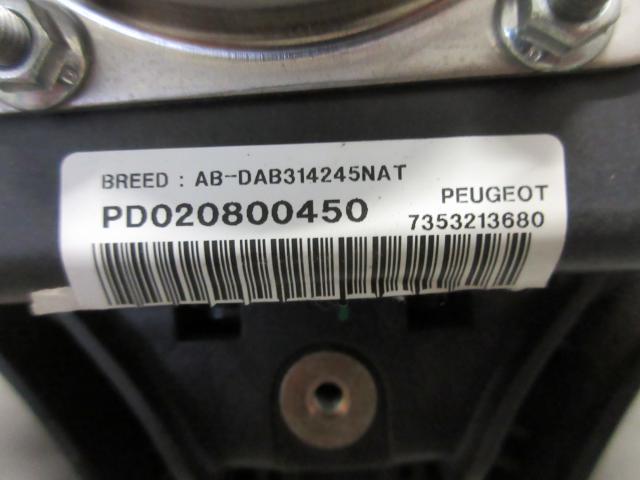 BREED : AB-DAB314245NAT
PD020800450
PEUGEOT
7353213680